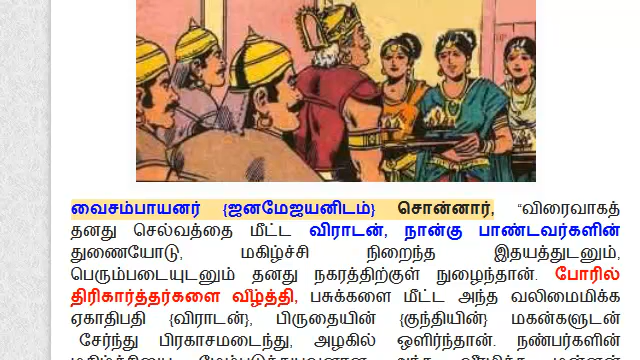 வைசம்பாயனர் {ஜனமேஜயனிடம்} சொன்னார், "விரைவாகத்
தனது செல்வத்தை மீட்ட விராடன், நான்கு பாண்டவர்களின்
துணையோடு, மகிழ்ச்சி நிறைந்த இதயத்துடனும்,
பெரும்படையுடனும் தனது நகரத்திற்குள் நுழைந்தான். போரில்
திரிகார்த்தர்களை வீழ்த்தி, பசுக்களை மீட்ட அந்த வலிமைமிக்க
ஏகாதிபதி {விராடன்}, பிருதையின் {குந்தியின்} மகன்களுடன்
சேர்ந்து பிரகாசமடைந்து, அழகில் ஒளிர்ந்தான். நண்பர்களின்